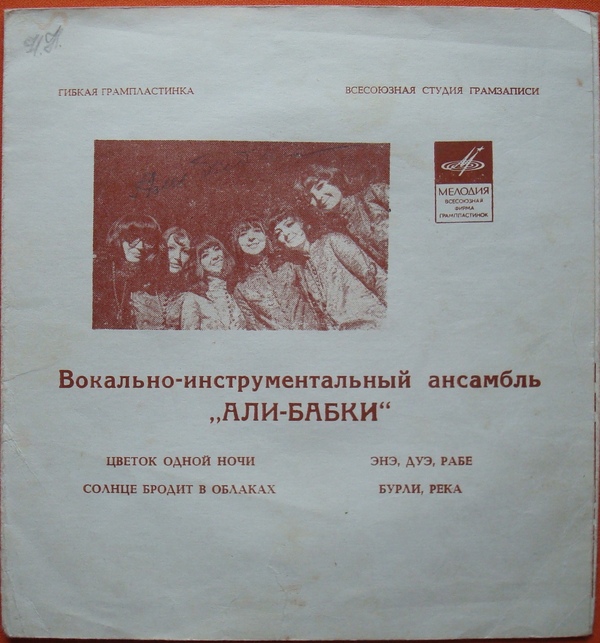 И.П.
ГИБКАЯ ГРАМПЛАСТИНКА
ВСЕСОЮЗНАЯ СТУДИЯ ГРАМЗАПИСИ
МЕЛОДИЯ
ВСЕСОЮЗНАЯ
ФИРМА
ГРАМПЛАСТИНОК
Вокально-инструментальный ансамбль
„АЛИ-БАБКИ“
ЦВЕТОК ОДНОЙ НОЧИ
СОЛНЦЕ БРОДИТ В ОБЛАКАХ
ЭНЭ, ДУЭ, РАБЕ
БУРЛИ, РЕКА